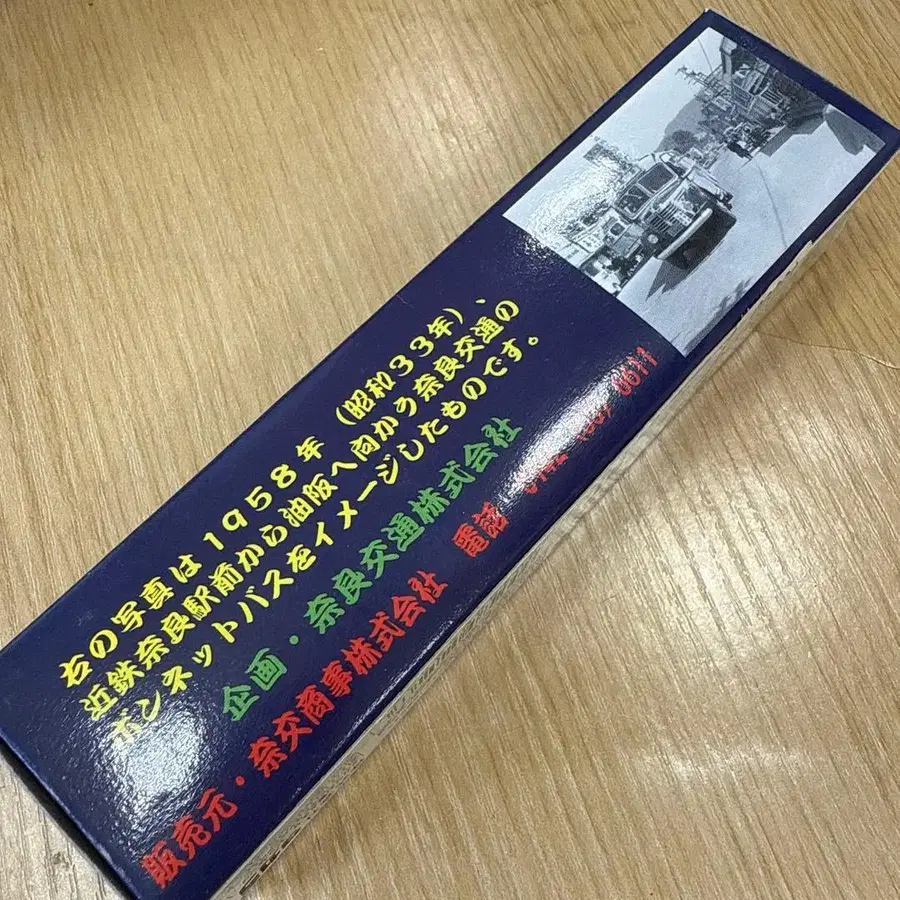 右の写真は1958年（昭和33年）、
近鉄奈良駅前から油阪へ向かう奈良交通の
ボンネットバスをイメージしたものです。
企画・奈良交通株式会社
販売元・奈交商事株式会社 電話 0611